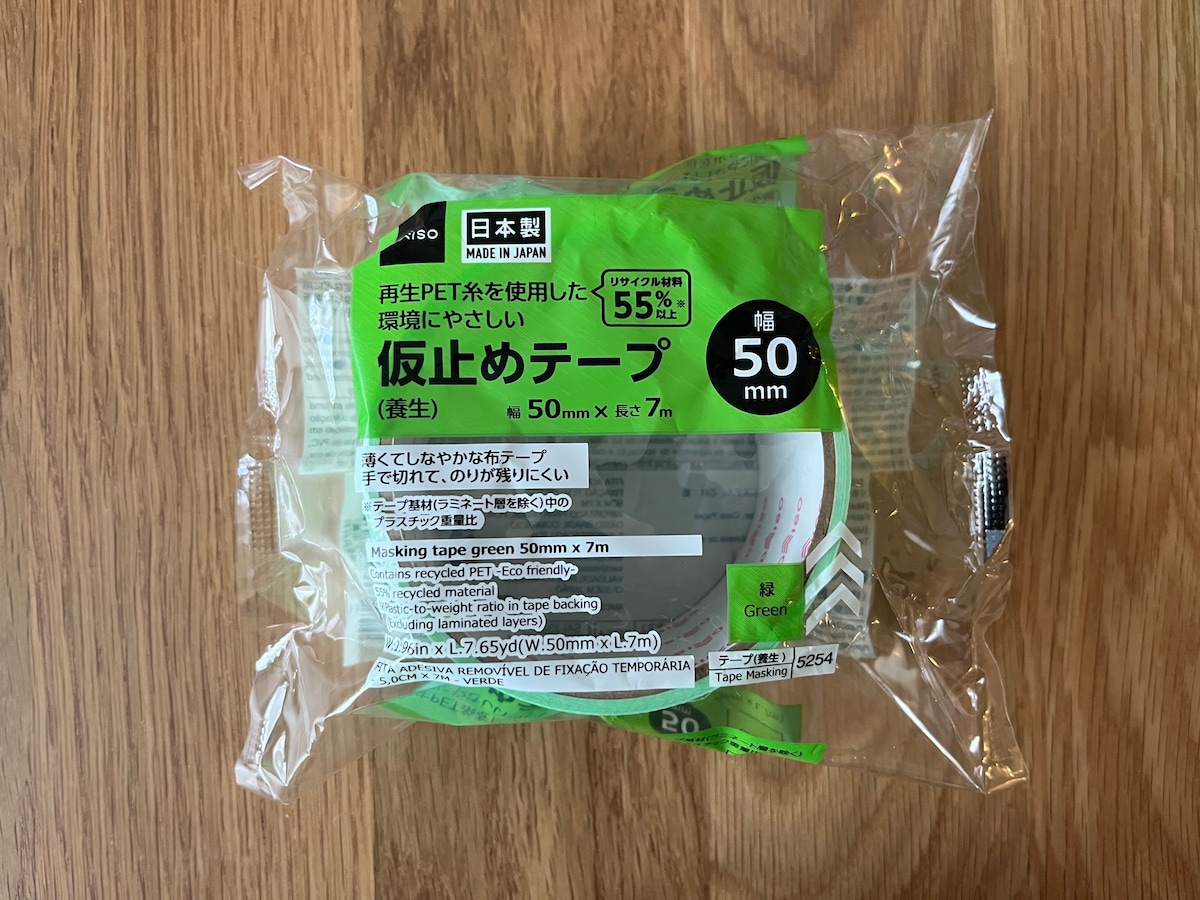 AISO
日本製
MADE IN JAPAN
再生PET糸を使用した
環境にやさしい
リサイクル材料
55%※
以上
仮止めテープ
(養生)
幅 50mm × 長さ 7m
幅
50
mm
薄くてしなやかな布テープ
手で切れて、のりが残りにくい
※テープ基材(ラミネート層を除く)中の
プラスチック重量比
Masking tape green 50mm x 7m
Contains recycled PET -Eco friendly-
55% recycled material
※Plastic-to-weight ratio in tape backing
(Excluding laminated layers)
W.1.96in x L.7.65yd(W.50mm x L.7m)
FITA ADESIVA REMOVÍVEL DE FIXAÇÃO TEMPORÁRIA
5,0CM X 7M - VERDE
緑
Green
テープ(養生)
Tape Masking
5254